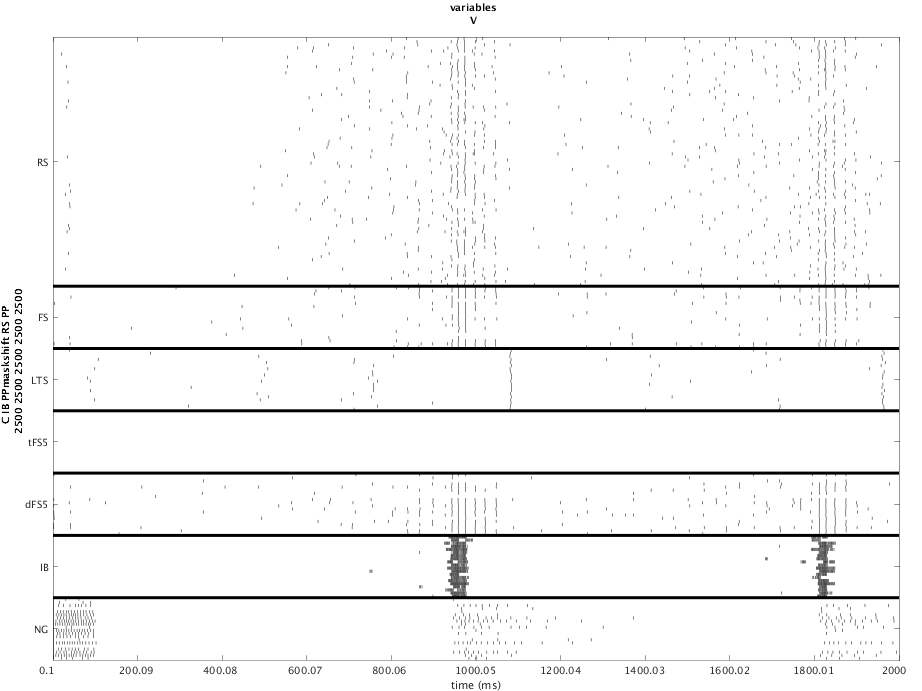 variables
V
C IB PPmaskshift RS PP
2500 2500 2500 2500 2500
RS
FS
LTS
tFS5
dFS5
IB
NG
0.1 200.09 400.08 600.07 800.06 1000.05 1200.04 1400.03 1600.02 1800.01 2000
time (ms)